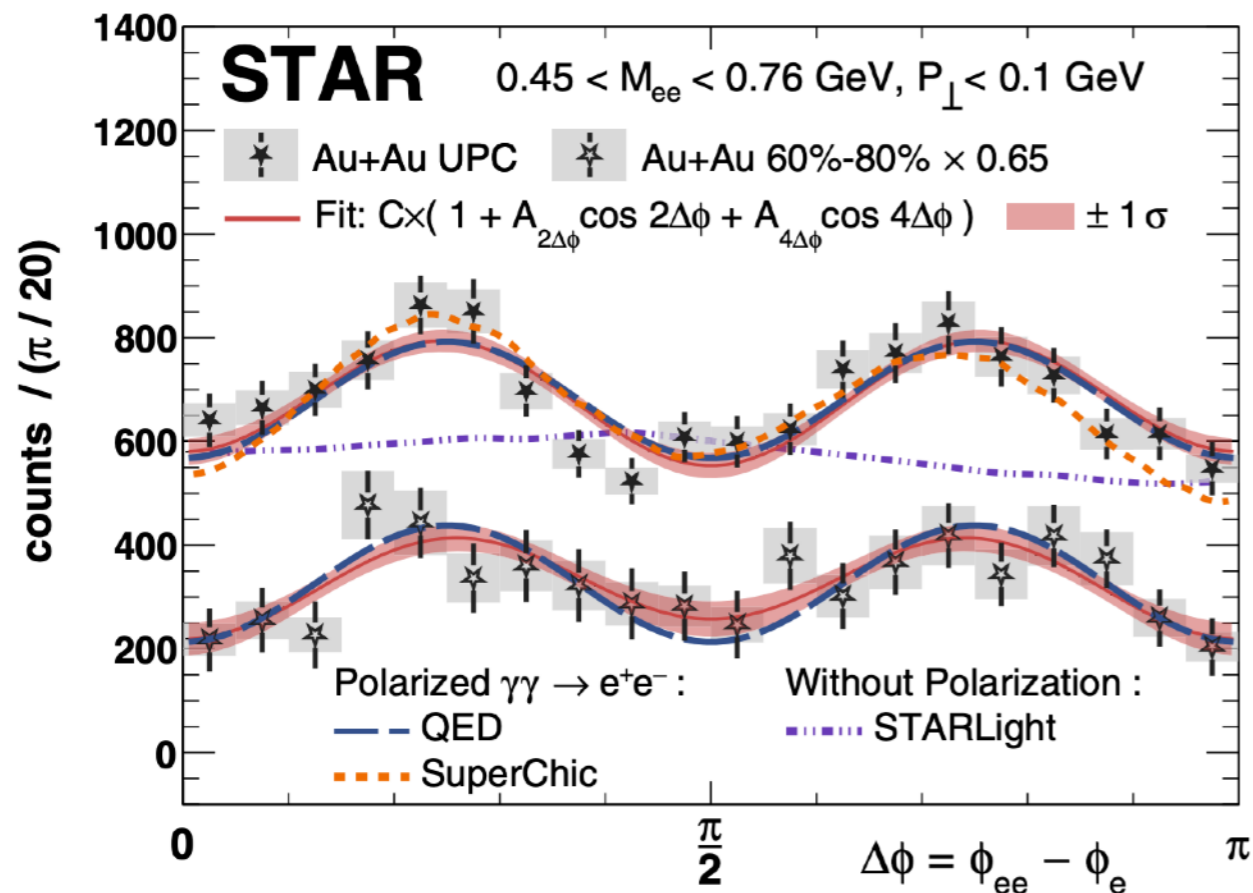 1400
1200
1000
800
600
400
200
0
counts / (π / 20)
STAR 0.45 < M_ee < 0.76 GeV, P_⊥ < 0.1 GeV
Au+Au UPC Au+Au 60%-80% × 0.65
Fit: C×( 1 + A_2Δϕ cos 2Δϕ + A_4Δϕ cos 4Δϕ ) ± 1 σ
Polarized γγ → e⁺e⁻ : Without Polarization :
QED STARLight
SuperChic
0 π/2 Δϕ = ϕ_ee − ϕ_e π